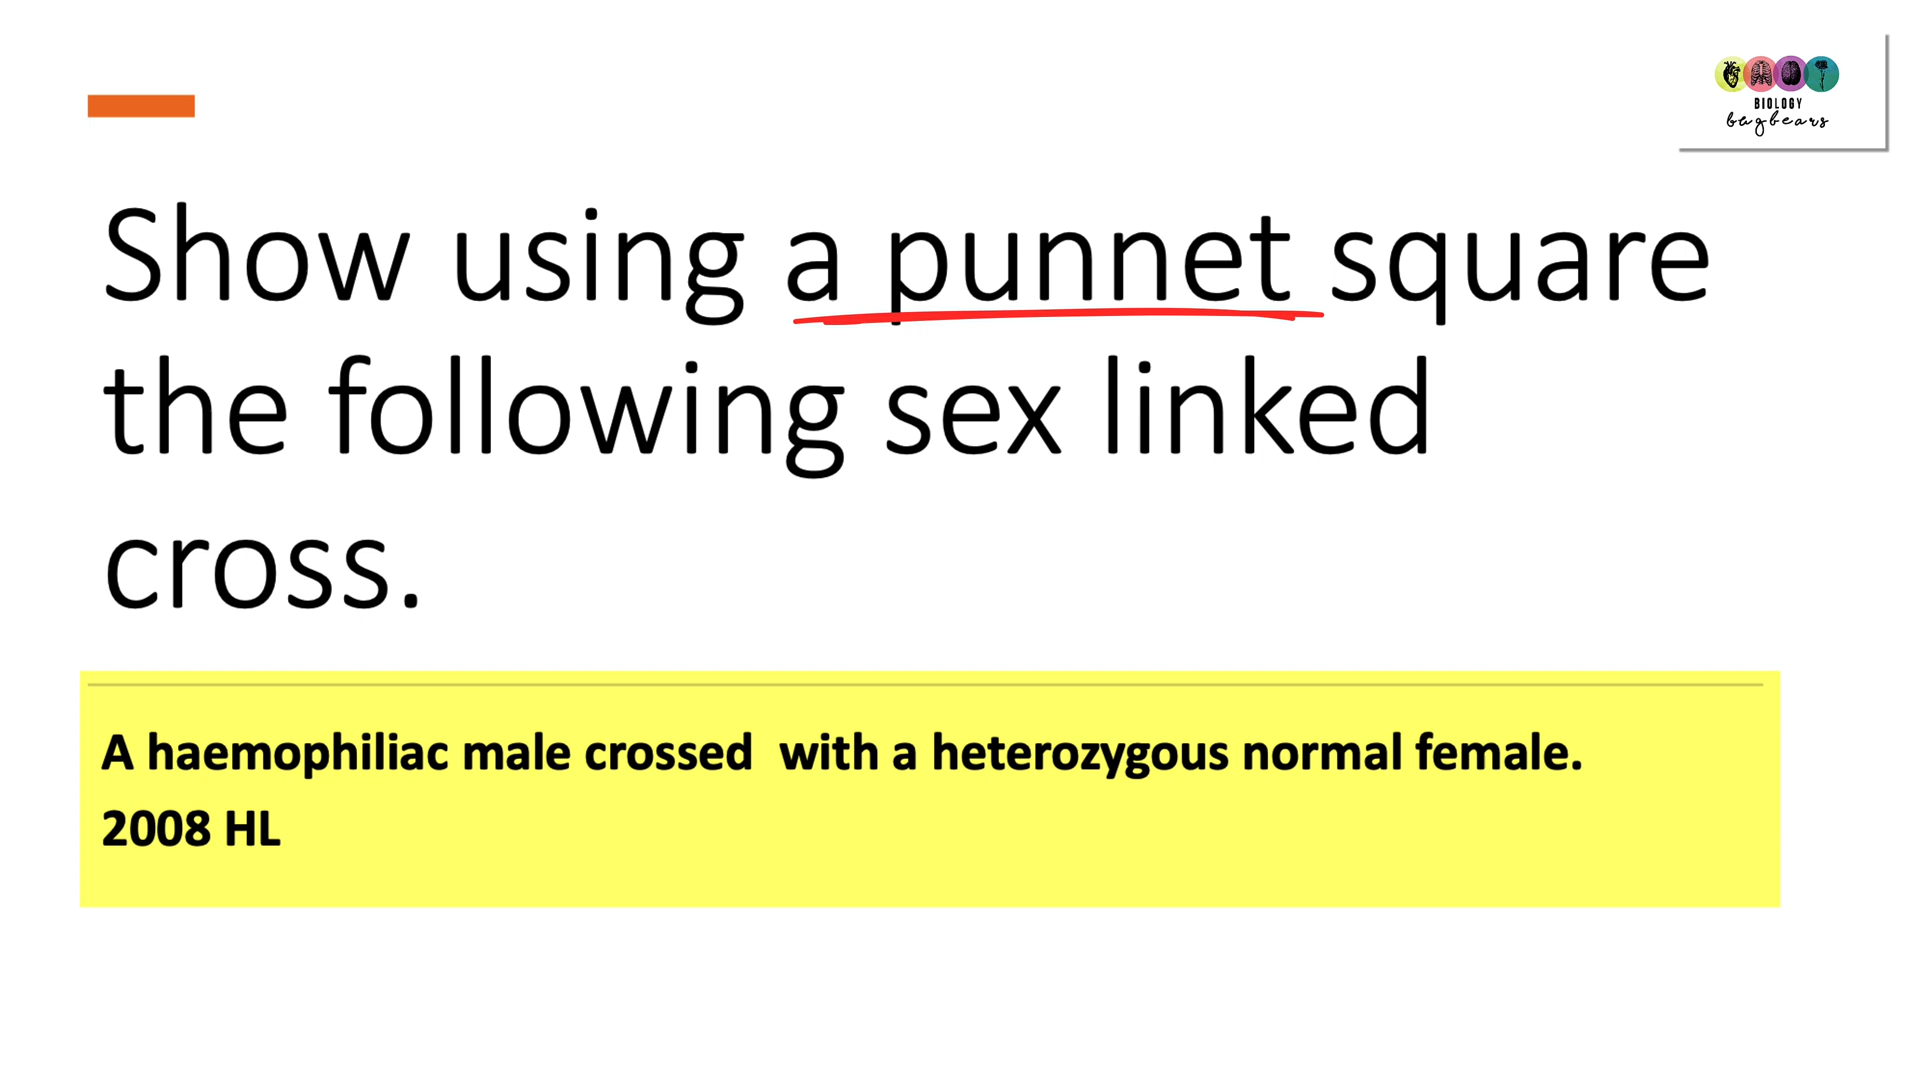 BIOLOGY
bugbears
Show using a punnet square
the following sex linked
cross.
A haemophiliac male crossed  with a heterozygous normal female.
2008 HL